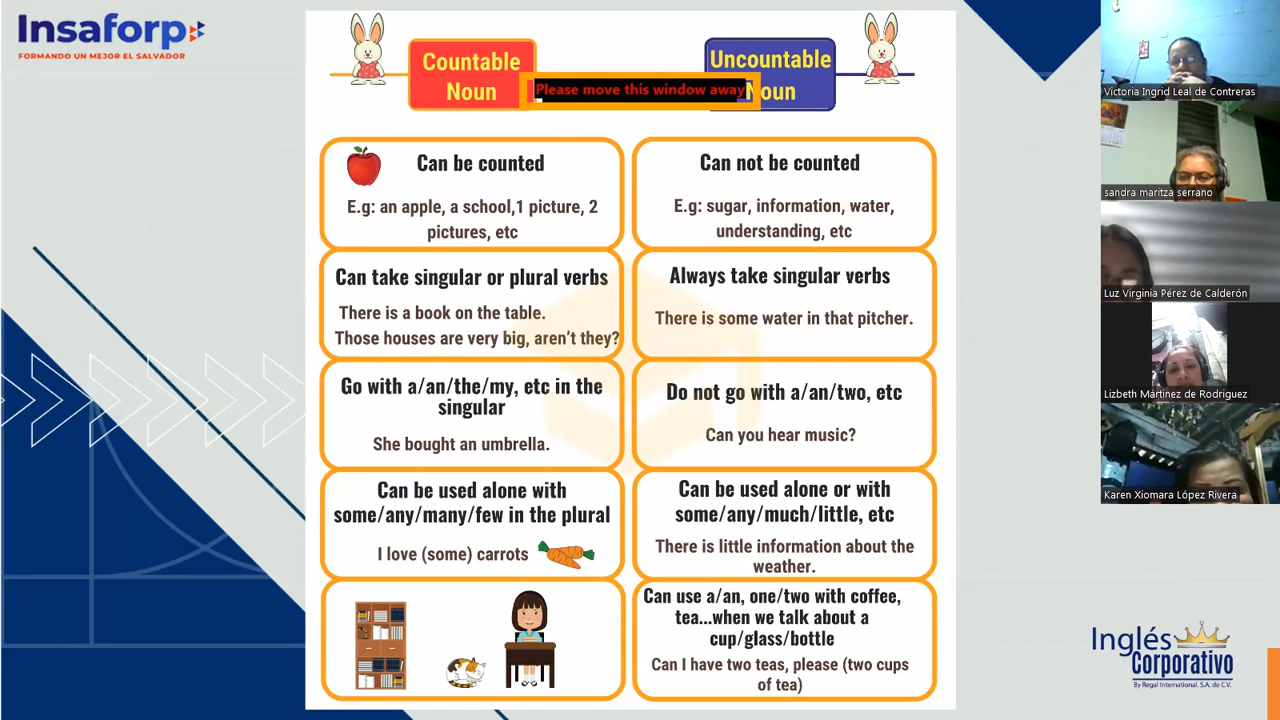 Insaforp
FORMANDO UN MEJOR EL SALVADOR
Countable
Noun
Uncountable
Noun
Please move this window away
Can be counted
E.g: an apple, a school,1 picture, 2
pictures, etc
Can not be counted
E.g: sugar, information, water,
understanding, etc
Can take singular or plural verbs
There is a book on the table.
Those houses are very big, aren't they?
Always take singular verbs
There is some water in that pitcher.
Go with a/an/the/my, etc in the
singular
She bought an umbrella.
Do not go with a/an/two, etc
Can you hear music?
Can be used alone with
some/any/many/few in the plural
I love (some) carrots
Can be used alone or with
some/any/much/little, etc
There is little information about the
weather.
Can use a/an, one/two with coffee,
tea...when we talk about a
cup/glass/bottle
Can I have two teas, please (two cups
of tea)
Victoria Ingrid Leal de Contreras
sandra maritza serrano
Luz Virginia Pérez de Calderón
Lizbeth Mártinez de Rodríguez
Karen Xiomara López Rivera
Inglés
Corporativo
By Regal International, S.A. de C.V.